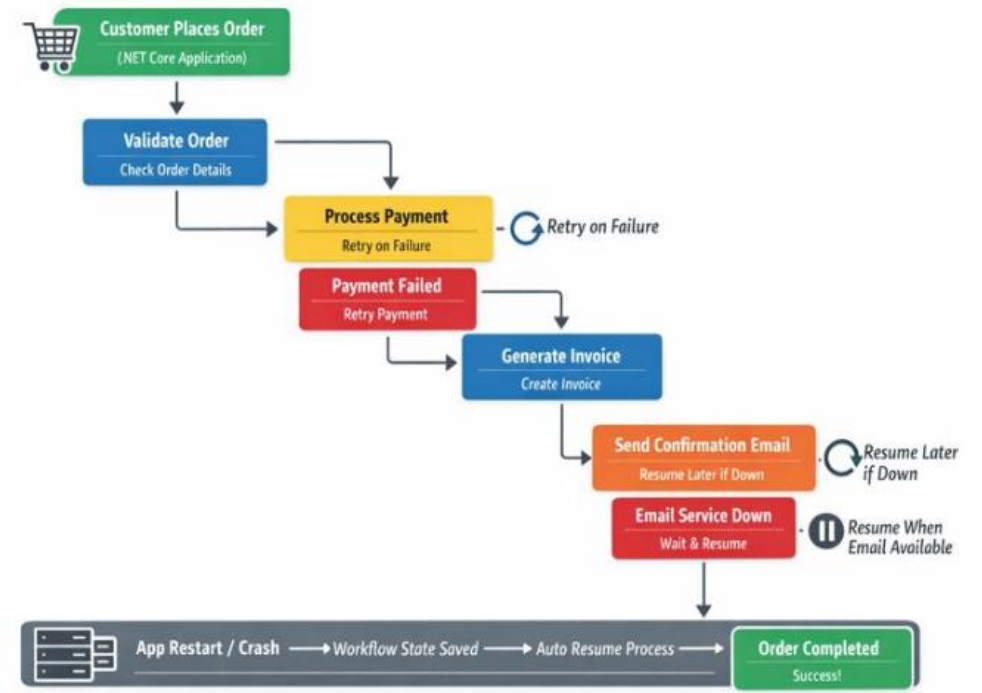 Customer Places Order
(.NET Core Application)
Validate Order
Check Order Details
Process Payment
Retry on Failure
Retry on Failure
Payment Failed
Retry Payment
Generate Invoice
Create Invoice
Send Confirmation Email
Resume Later if Down
Resume Later
if Down
Email Service Down
Wait & Resume
Resume When
Email Available
App Restart / Crash
Workflow State Saved
Auto Resume Process
Order Completed
Success!